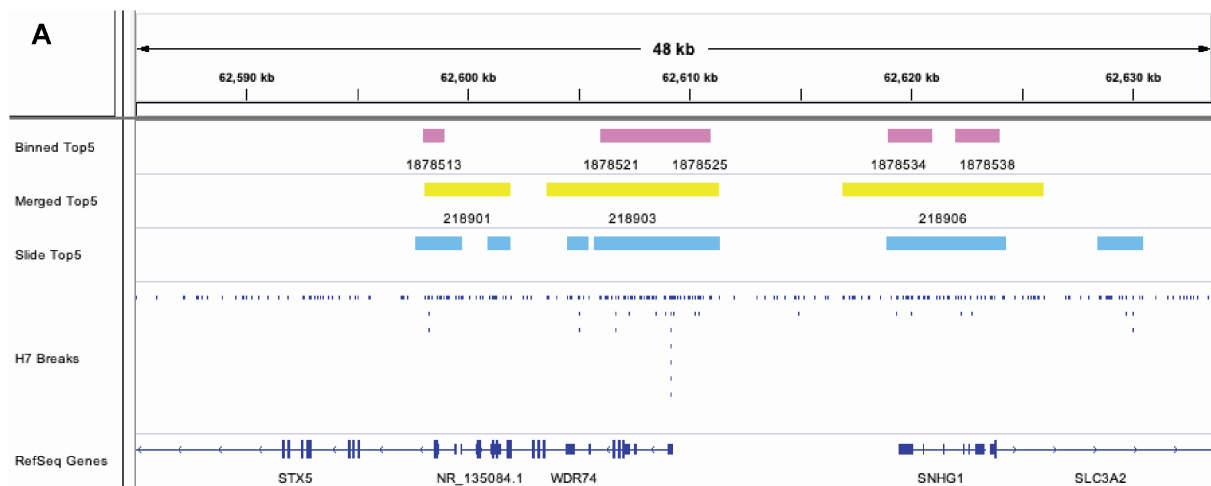 A
48 kb
62,590 kb 62,600 kb 62,610 kb 62,620 kb 62,630 kb
Binned Top5
1878513 1878521 1878525 1878534 1878538
Merged Top5
218901 218903 218906
Slide Top5
H7 Breaks
RefSeq Genes
STX5 NR_135084.1 WDR74 SNHG1 SLC3A2